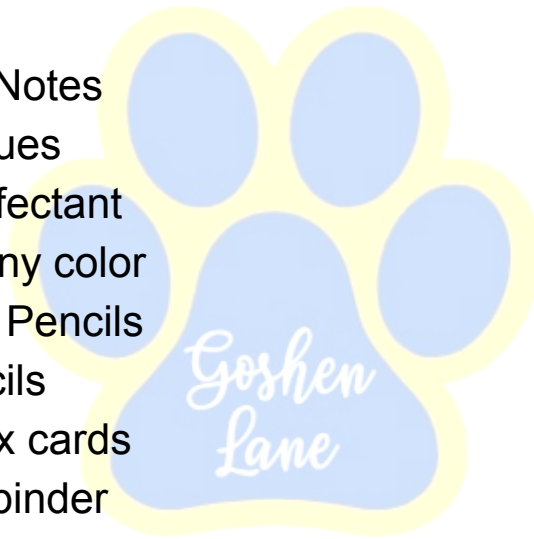 Notes
ues
fectant
ny color
Pencils
cils
x cards
binder
Goshen
Lane